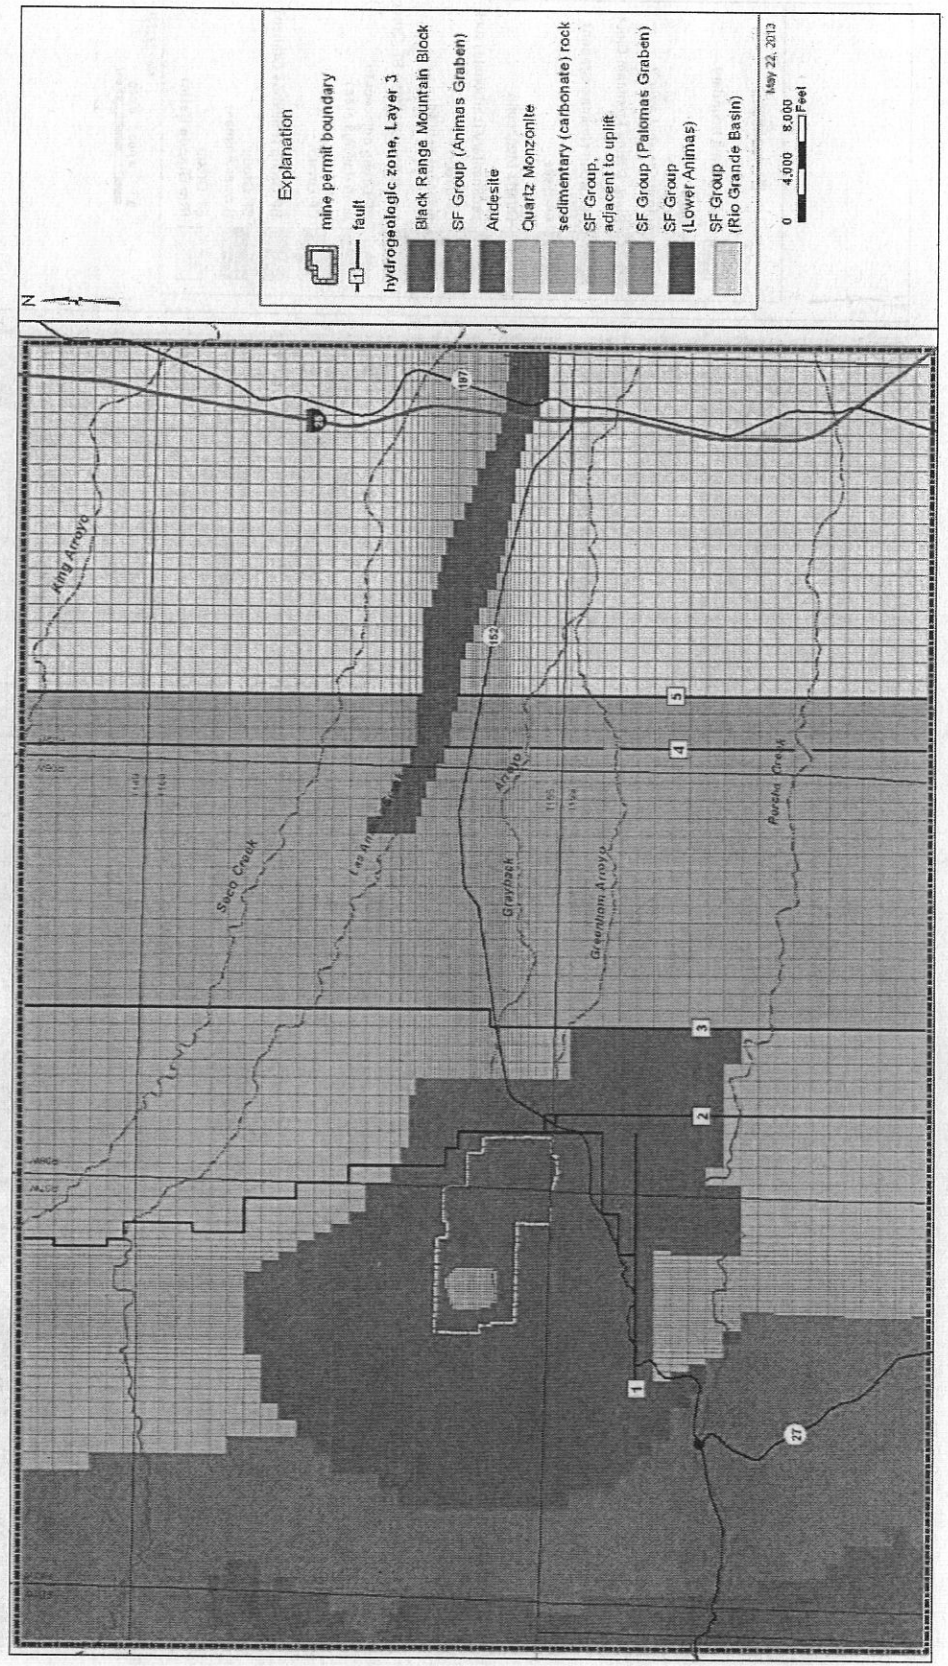 Explanation
mine permit boundary
1 fault
hydrogeologic zone, Layer 3
Black Range Mountain Block
SF Group (Animas Graben)
Andesite
Quartz Monzonite
sedimentary (carbonate) rock
SF Group,
adjacent to uplift
SF Group (Palomas Graben)
SF Group
(Lower Animas)
SF Group
(Rio Grande Basin)
May 22, 2013
0 4,000 8,000
Feet
N
King Arroyo
187
152
Seco Creek
Grayback
Arroyo
Greenhorn Arroyo
Creek
5
4
3
2
1
27